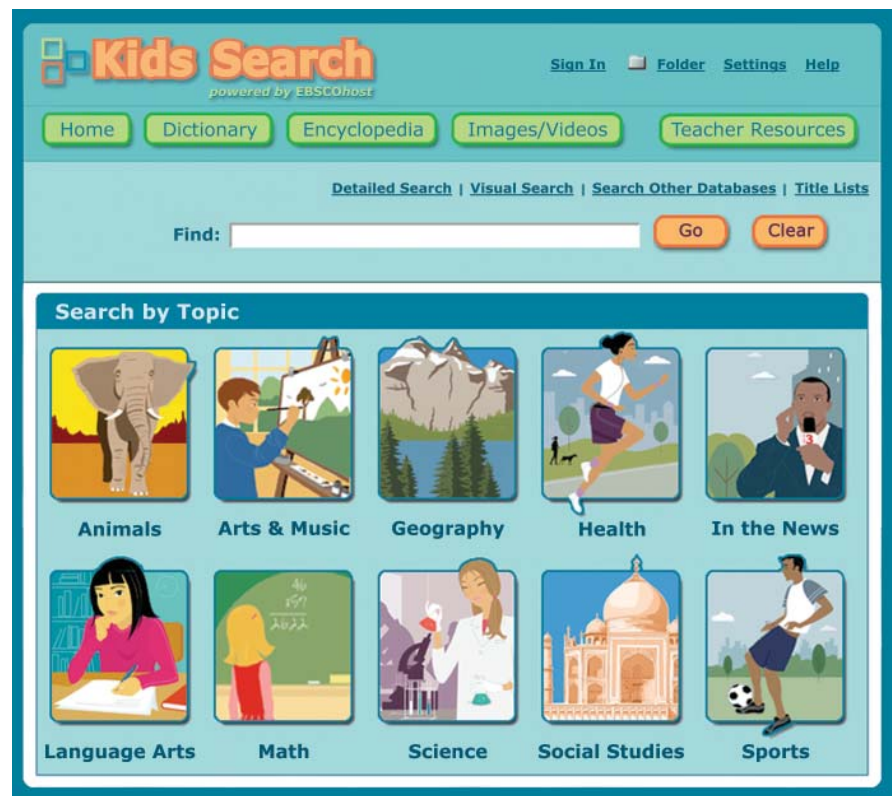 Kids Search
powered by EBSCOhost
Sign In Folder Settings Help
Home Dictionary Encyclopedia Images/Videos Teacher Resources
Detailed Search | Visual Search | Search Other Databases | Title Lists
Find: Go Clear
Search by Topic
3
Animals Arts & Music Geography Health In the News
Language Arts Math Science Social Studies Sports